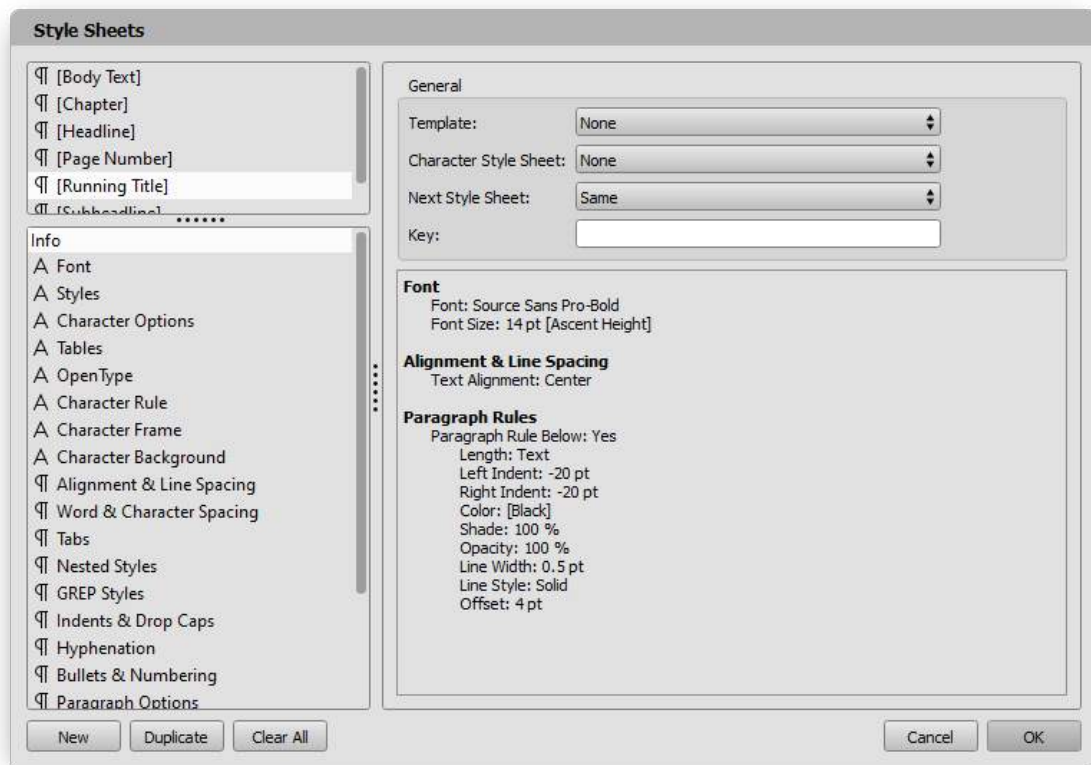 Style Sheets
¶ [Body Text]
¶ [Chapter]
¶ [Headline]
¶ [Page Number]
¶ [Running Title]
¶ [Subheadline]
Info
A Font
A Styles
A Character Options
A Tables
A OpenType
A Character Rule
A Character Frame
A Character Background
¶ Alignment & Line Spacing
¶ Word & Character Spacing
¶ Tabs
¶ Nested Styles
¶ GREP Styles
¶ Indents & Drop Caps
¶ Hyphenation
¶ Bullets & Numbering
¶ Paragraph Options
General
Template: None
Character Style Sheet: None
Next Style Sheet: Same
Key:
Font
Font: Source Sans Pro-Bold
Font Size: 14 pt [Ascent Height]
Alignment & Line Spacing
Text Alignment: Center
Paragraph Rules
Paragraph Rule Below: Yes
Length: Text
Left Indent: -20 pt
Right Indent: -20 pt
Color: [Black]
Shade: 100 %
Opacity: 100 %
Line Width: 0.5 pt
Line Style: Solid
Offset: 4 pt
New Duplicate Clear All Cancel OK